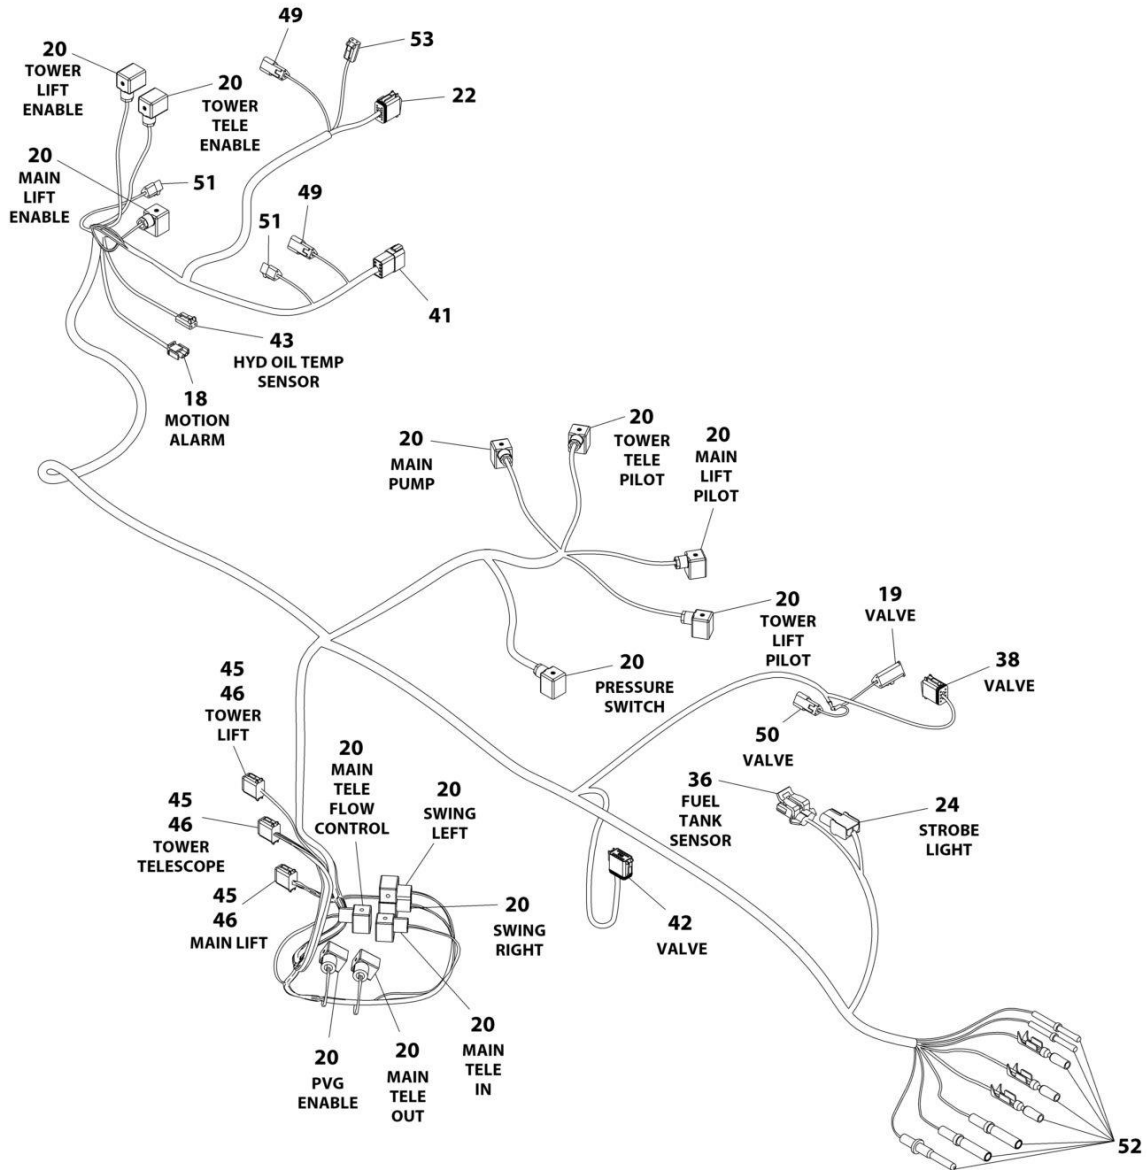 49
53
20
TOWER
LIFT
ENABLE
20
TOWER
TELE
ENABLE
22
20
MAIN
LIFT
ENABLE
51
49
51
41
43
HYD OIL TEMP
SENSOR
18
MOTION
ALARM
20
MAIN
PUMP
20
TOWER
TELE
PILOT
20
MAIN
LIFT
PILOT
20
TOWER
LIFT
PILOT
19
VALVE
38
VALVE
20
PRESSURE
SWITCH
50
VALVE
45
46
TOWER
LIFT
20
MAIN
TELE
FLOW
CONTROL
20
SWING
LEFT
36
FUEL
TANK
SENSOR
24
STROBE
LIGHT
45
46
TOWER
TELESCOPE
45
46
MAIN LIFT
20
SWING
RIGHT
42
VALVE
20
PVG
ENABLE
20
MAIN
TELE
OUT
20
MAIN
TELE
IN
52